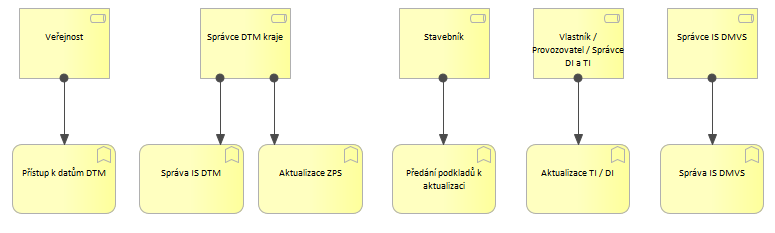 Veřejnost
Správce DTM kraje
Stavebník
Vlastník /
Provozovatel / Správce
DI a TI
Správce IS DMVS
Přístup k datům DTM
Správa IS DTM
Aktualizace ZPS
Předání podkladů k
aktualizaci
Aktualizace TI / DI
Správa IS DMVS